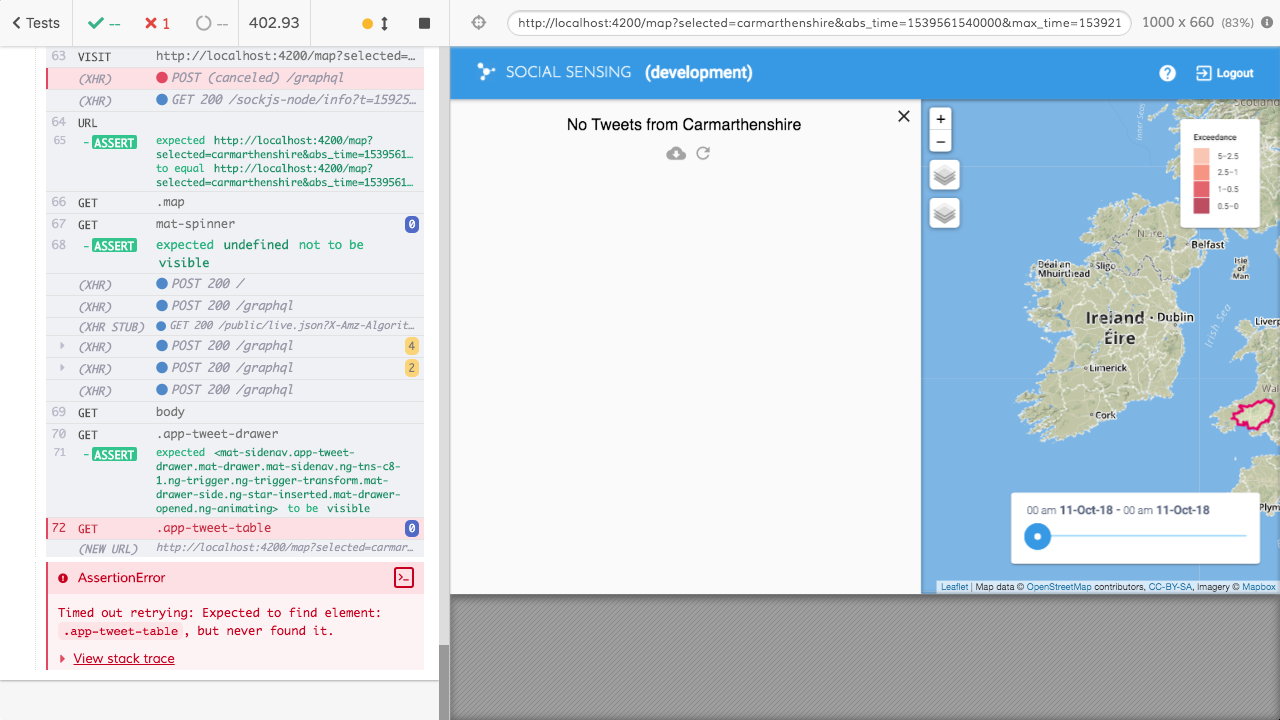 Tests
--
1
--
402.93
http://localhost:4200/map?selected=carmarthenshire&abs_time=1539561540000&max_time=153921
1000 x 660 (83%)
63 VISIT http://localhost:4200/map?selected=…
(XHR) POST (canceled) /graphql
(XHR) GET 200 /sockjs-node/info?t=15925…
64 URL
65 - ASSERT expected http://localhost:4200/map?
selected=carmarthenshire&abs_time=1539561…
to equal http://localhost:4200/map?
selected=carmarthenshire&abs_time=1539561…
66 GET .map
67 GET mat-spinner 0
68 - ASSERT expected undefined not to be
visible
(XHR) POST 200 /
(XHR) POST 200 /graphql
(XHR STUB) GET 200 /public/live.json?X-Amz-Algorit…
(XHR) POST 200 /graphql 4
(XHR) POST 200 /graphql 2
(XHR) POST 200 /graphql
69 GET body
70 GET .app-tweet-drawer
71 - ASSERT expected <mat-sidenav.app-tweet-
drawer.mat-drawer.mat-sidenav.ng-tns-c8-
1.ng-trigger.ng-trigger-transform.mat-
drawer-side.ng-star-inserted.mat-drawer-
opened.ng-animating> to be visible
72 GET .app-tweet-table 0
(NEW URL) http://localhost:4200/map?selected=carmar…
AssertionError
Timed out retrying: Expected to find element:
.app-tweet-table , but never found it.
View stack trace
SOCIAL SENSING (development)
? Logout
No Tweets from Carmarthenshire
+
−
Exceedance
5–2.5
2.5–1
1–0.5
0.5–0
Inner Seas
Belfast
Sligo
Isle
of
Man
Ireland
Éire
Dublin
Irish Sea
Liverp
Limerick
Wal
Cork
Plym
00 am 11-Oct-18 - 00 am 11-Oct-18
Leaflet | Map data © OpenStreetMap contributors, CC-BY-SA, Imagery © Mapbox